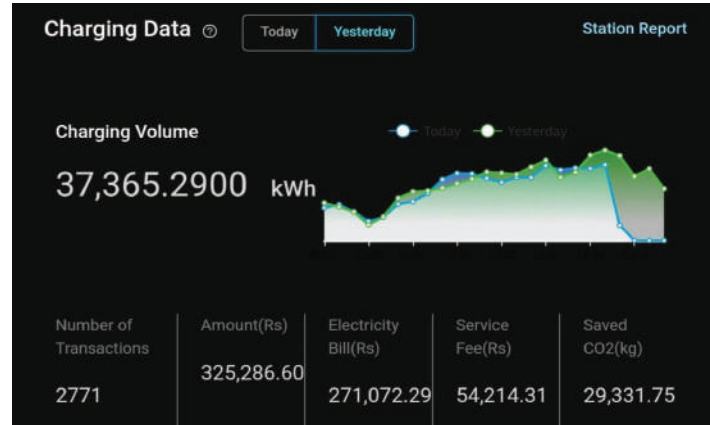 Charging Data ?
Today
Yesterday
Station Report
Charging Volume
Today
Yesterday
37,365.2900 kWh
Number of
Transactions
2771
Amount(Rs)
325,286.60
Electricity
Bill(Rs)
271,072.29
Service
Fee(Rs)
54,214.31
Saved
CO2(kg)
29,331.75